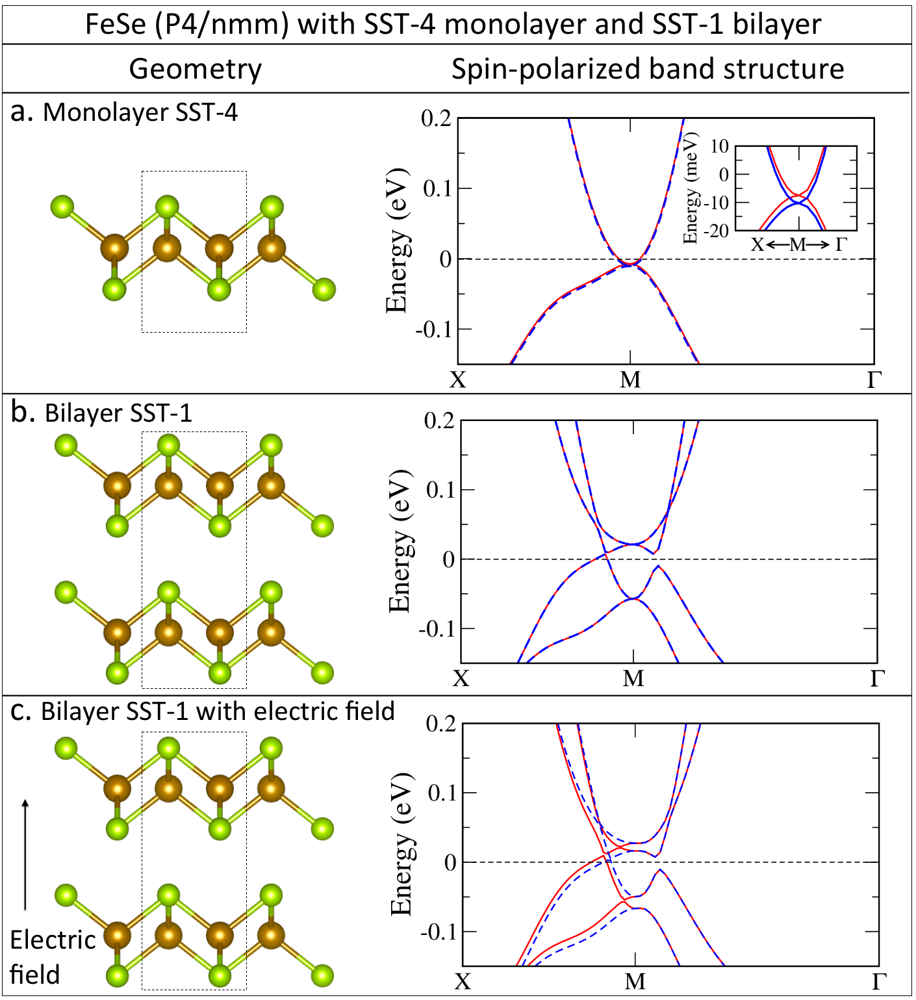 FeSe (P4/nmm) with SST-4 monolayer and SST-1 bilayer
Geometry
Spin-polarized band structure
a. Monolayer SST-4
0.2
0.1
0
-0.1
Energy (eV)
X
M
Γ
10
0
-10
-20
Energy (meV)
X←M→ Γ
b. Bilayer SST-1
0.2
0.1
0
-0.1
Energy (eV)
X
M
Γ
c. Bilayer SST-1 with electric field
Electric
field
0.2
0.1
0
-0.1
Energy (eV)
X
M
Γ